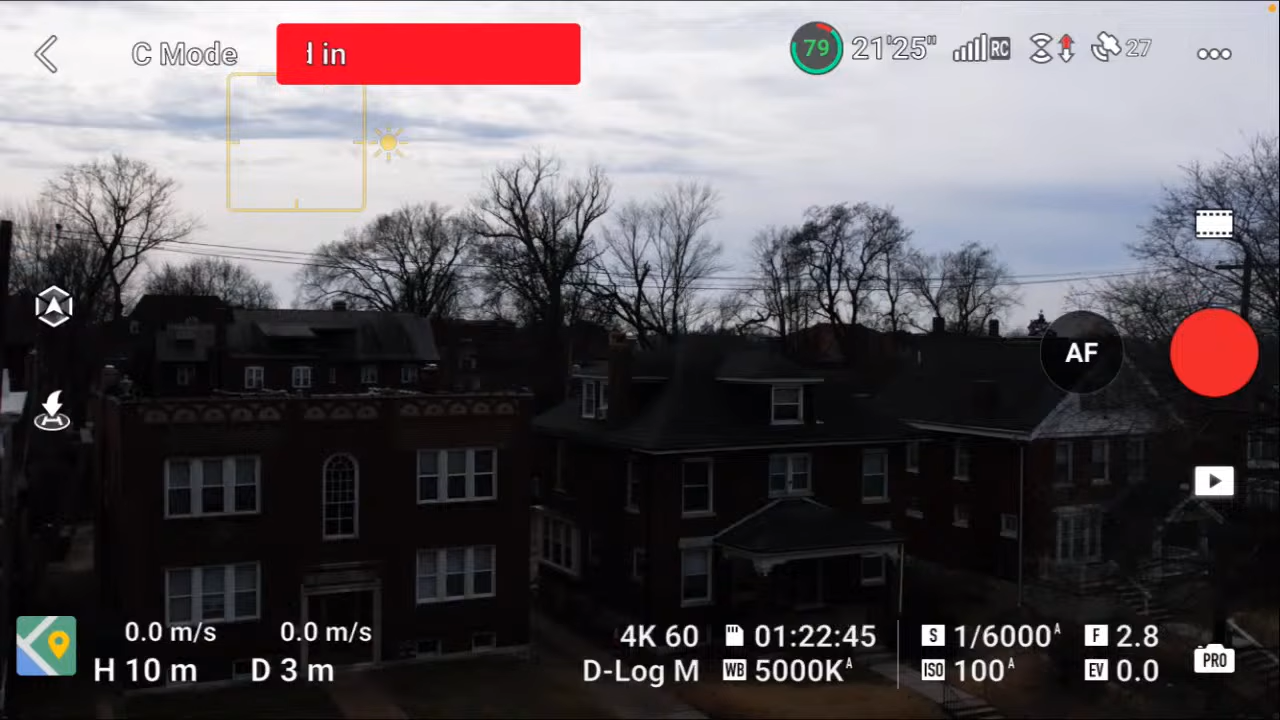 C Mode
in
79
21'25"
RC
27
AF
0.0 m/s
0.0 m/s
H 10 m
D 3 m
4K 60
01:22:45
D-Log M
WB 5000K A
S 1/6000 A
F 2.8
ISO 100 A
EV 0.0
PRO